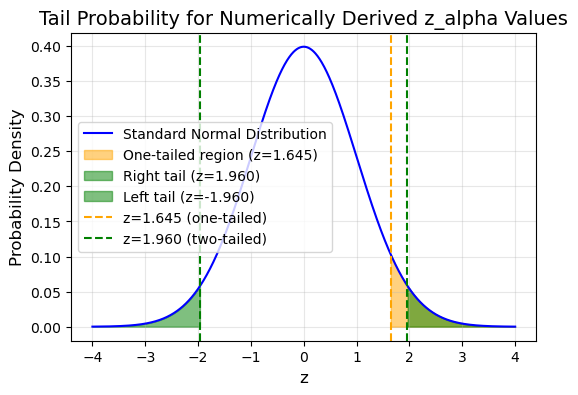 Tail Probability for Numerically Derived z_alpha Values
Probability Density
0.40
0.35
0.30
0.25
0.20
0.15
0.10
0.05
0.00
Standard Normal Distribution
One-tailed region (z=1.645)
Right tail (z=1.960)
Left tail (z=-1.960)
z=1.645 (one-tailed)
z=1.960 (two-tailed)
−4 −3 −2 −1 0 1 2 3 4
z